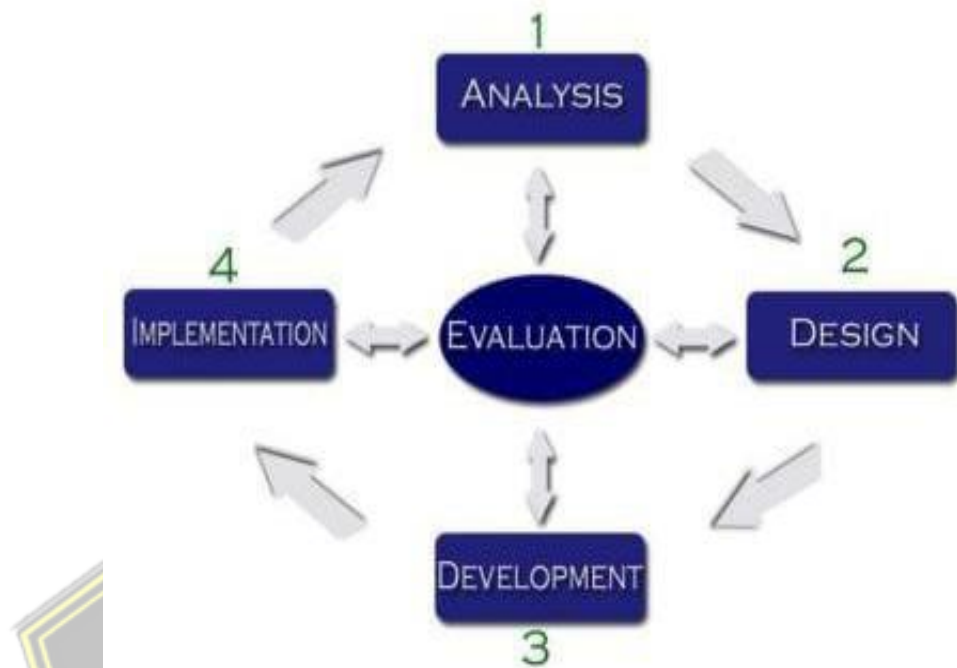 1
ANALYSIS
4
2
IMPLEMENTATION
EVALUATION
DESIGN
DEVELOPMENT
3